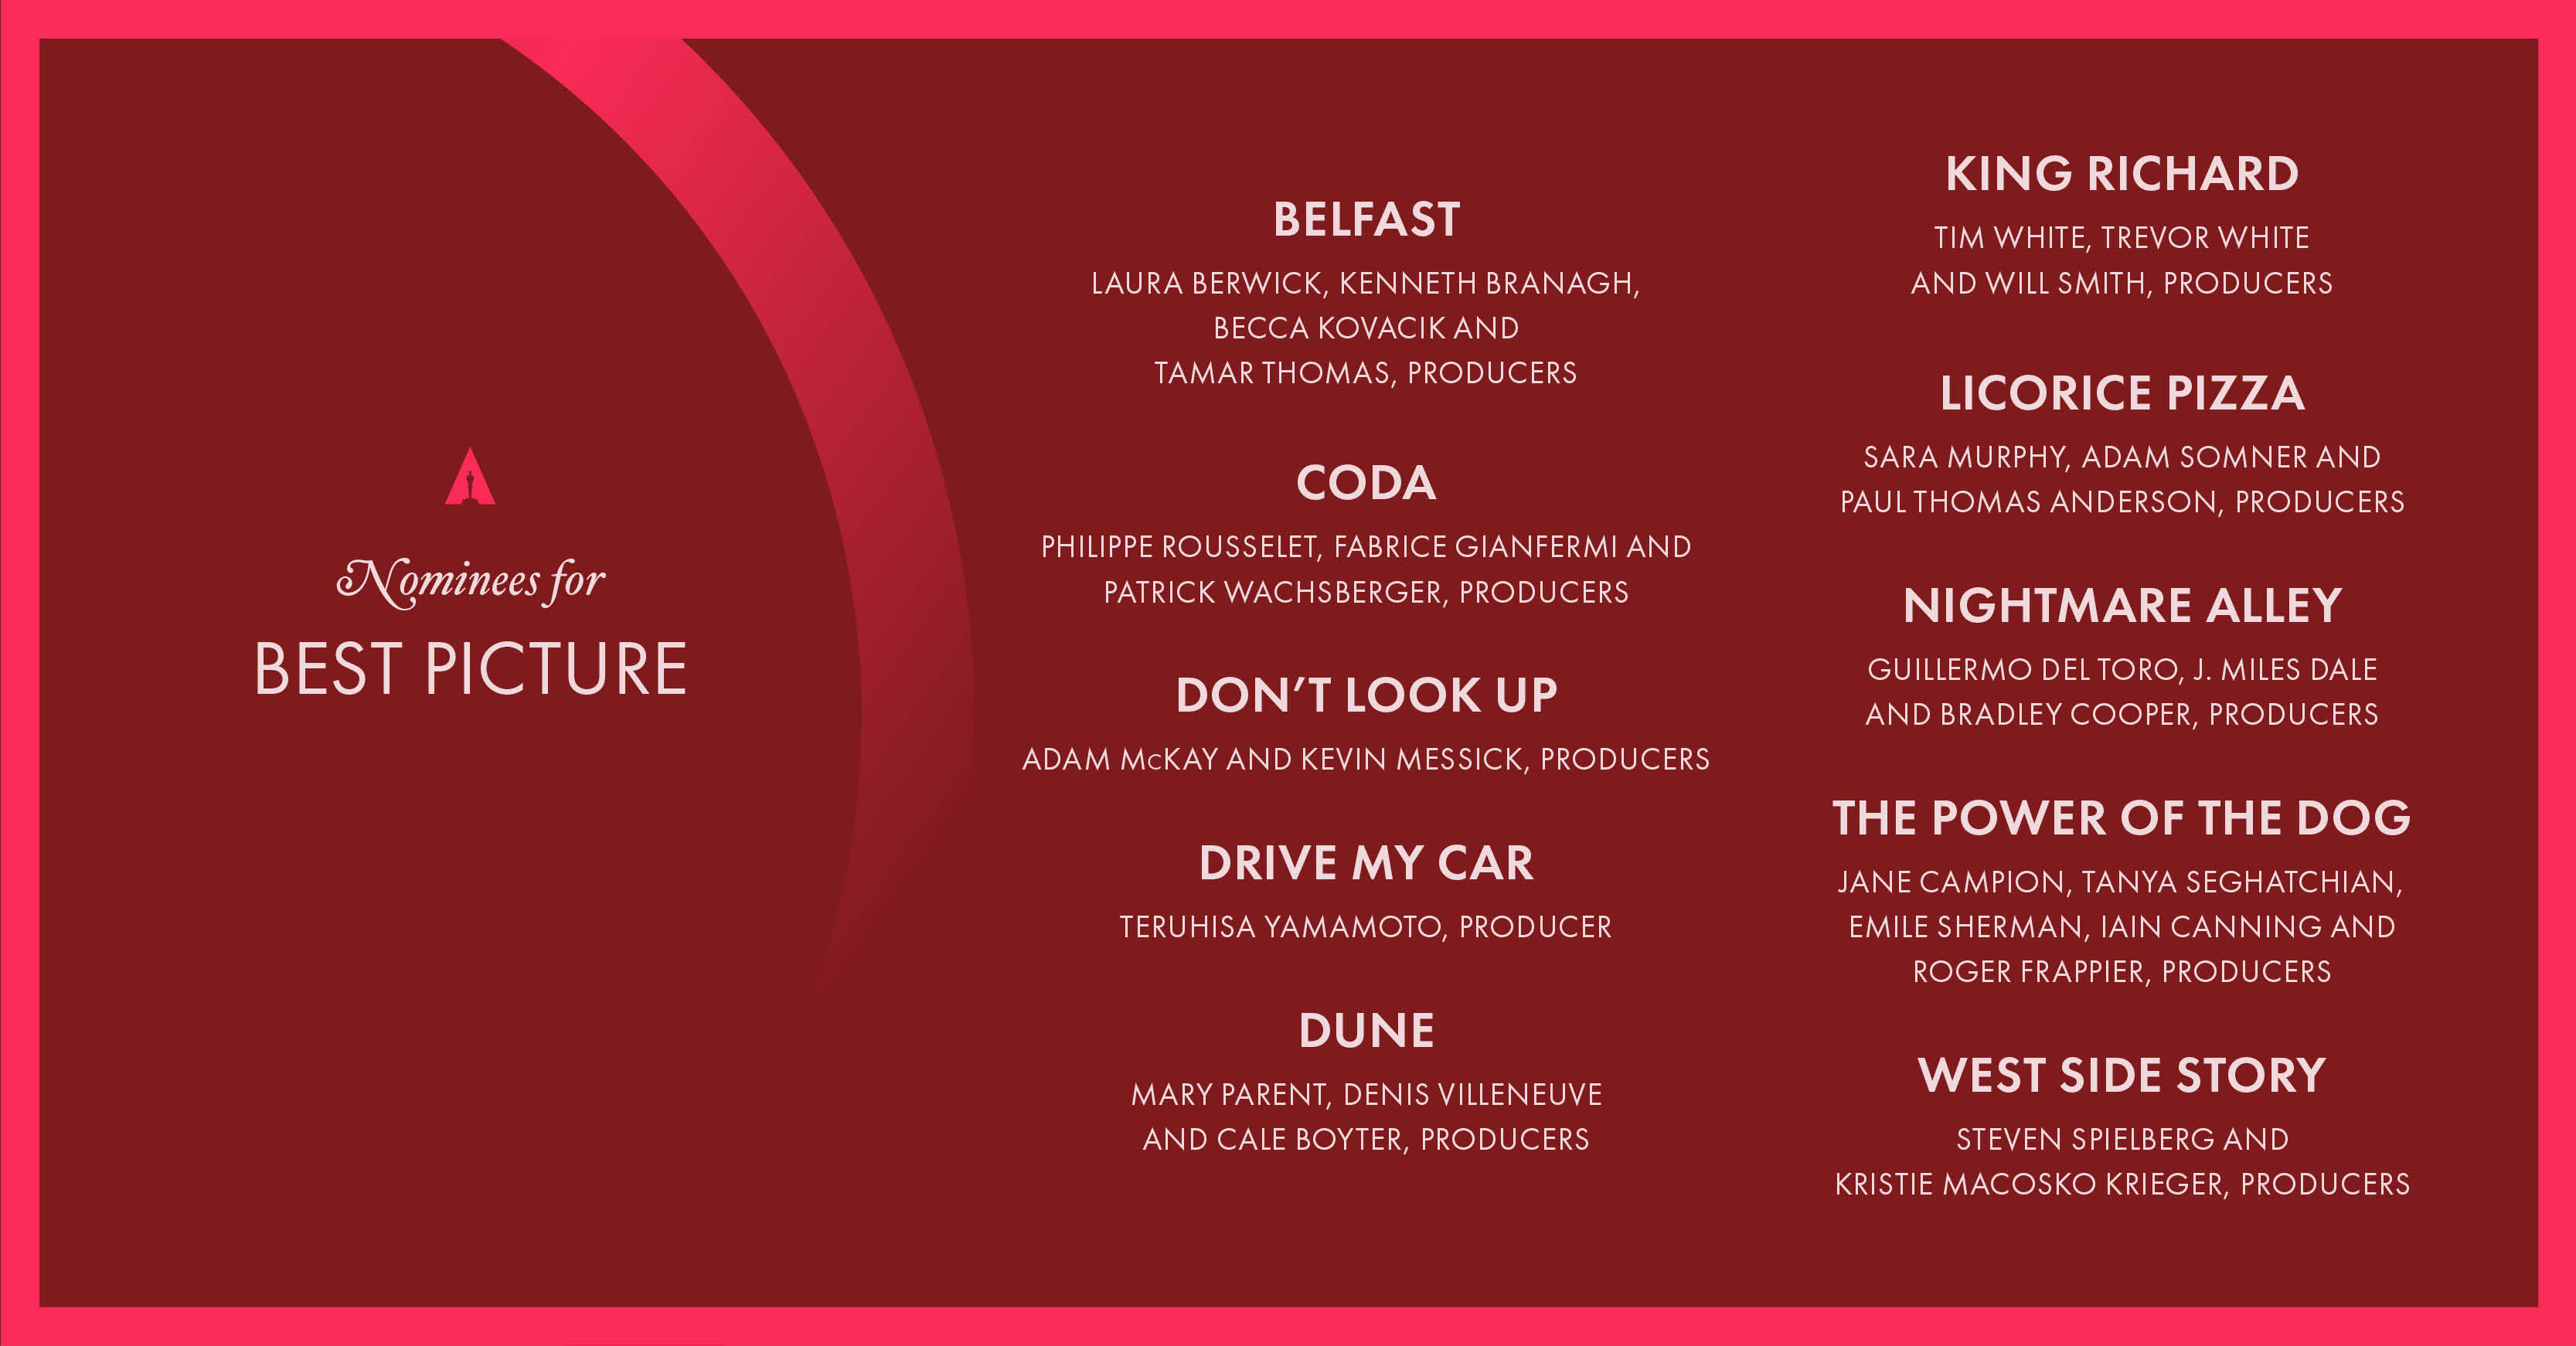 Nominees for
BEST PICTURE
BELFAST
LAURA BERWICK, KENNETH BRANAGH,
BECCA KOVACIK AND
TAMAR THOMAS, PRODUCERS
CODA
PHILIPPE ROUSSELET, FABRICE GIANFERMI AND
PATRICK WACHSBERGER, PRODUCERS
DON’T LOOK UP
ADAM McKAY AND KEVIN MESSICK, PRODUCERS
DRIVE MY CAR
TERUHISA YAMAMOTO, PRODUCER
DUNE
MARY PARENT, DENIS VILLENEUVE
AND CALE BOYTER, PRODUCERS
KING RICHARD
TIM WHITE, TREVOR WHITE
AND WILL SMITH, PRODUCERS
LICORICE PIZZA
SARA MURPHY, ADAM SOMNER AND
PAUL THOMAS ANDERSON, PRODUCERS
NIGHTMARE ALLEY
GUILLERMO DEL TORO, J. MILES DALE
AND BRADLEY COOPER, PRODUCERS
THE POWER OF THE DOG
JANE CAMPION, TANYA SEGHATCHIAN,
EMILE SHERMAN, IAIN CANNING AND
ROGER FRAPPIER, PRODUCERS
WEST SIDE STORY
STEVEN SPIELBERG AND
KRISTIE MACOSKO KRIEGER, PRODUCERS